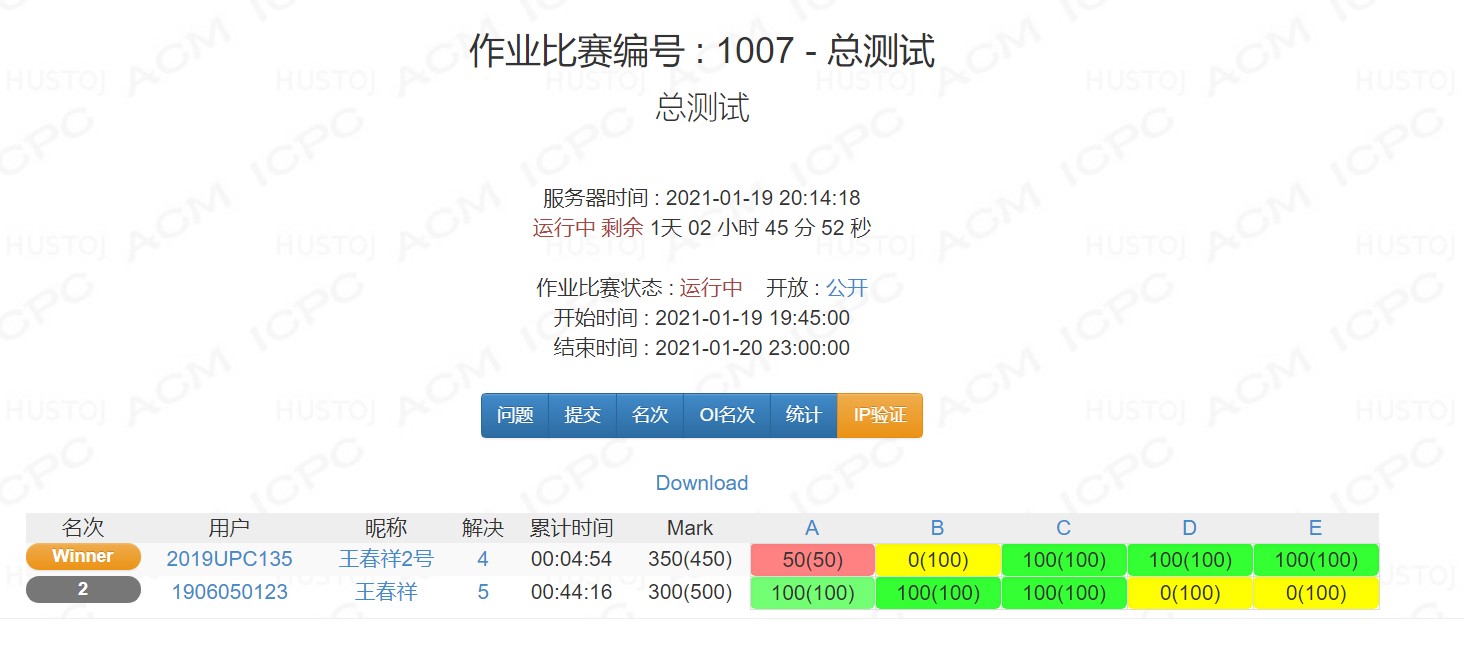 作业比赛编号 : 1007 - 总测试
总测试
服务器时间 : 2021-01-19 20:14:18
运行中 剩余 1天 02 小时 45 分 52 秒
作业比赛状态 : 运行中 开放 : 公开
开始时间 : 2021-01-19 19:45:00
结束时间 : 2021-01-20 23:00:00
问题 提交 名次 OI名次 统计 IP验证
Download
名次 用户 昵称 解决 累计时间 Mark A B C D E
Winner 2019UPC135 王春祥2号 4 00:04:54 350(450) 50(50) 0(100) 100(100) 100(100) 100(100)
2 1906050123 王春祥 5 00:44:16 300(500) 100(100) 100(100) 100(100) 0(100) 0(100)
HUSTOJ ACM ICPC